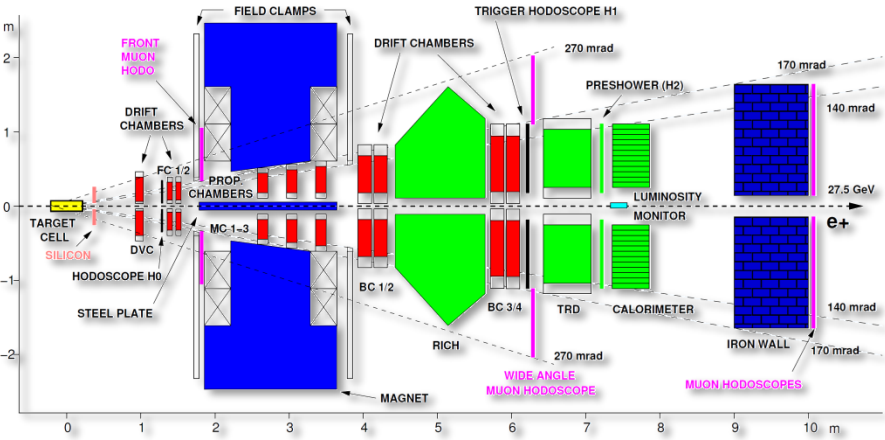 m
FIELD CLAMPS
TRIGGER HODOSCOPE H1
FRONT
MUON
HODO
DRIFT CHAMBERS
270 mrad
170 mrad
2
PRESHOWER (H2)
DRIFT
CHAMBERS
140 mrad
1
FC 1/2
PROP.
CHAMBERS
LUMINOSITY
27.5 GeV
0
TARGET
CELL
MONITOR
e+
SILICON
DVC
MC 1-3
HODOSCOPE H0
BC 1/2
-1
STEEL PLATE
BC 3/4
TRD
CALORIMETER
140 mrad
RICH
IRON WALL
170 mrad
-2
270 mrad
WIDE ANGLE
MUON HODOSCOPE
MUON HODOSCOPES
MAGNET
0 1 2 3 4 5 6 7 8 9 10 m